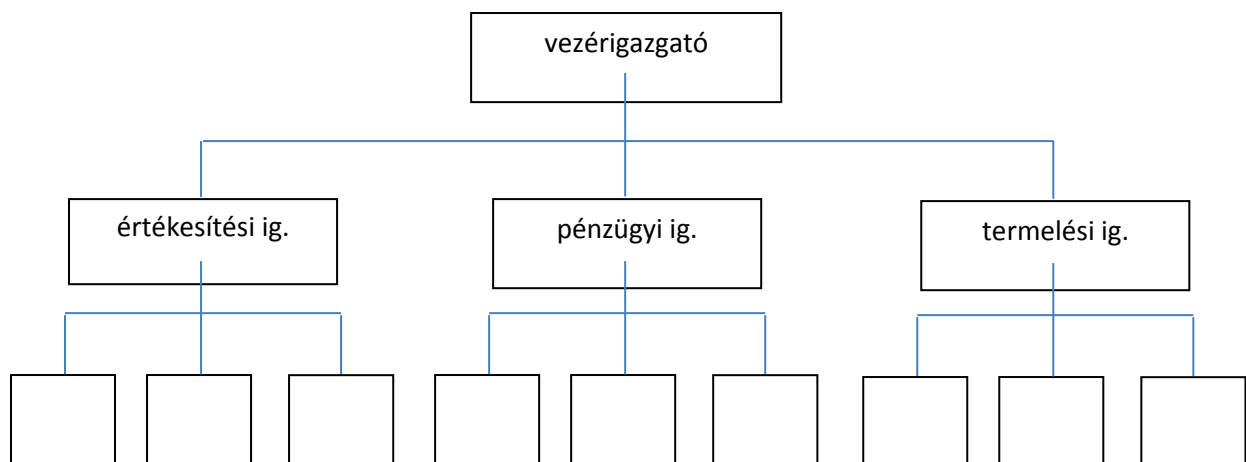 vezérigazgató
értékesítési ig.
pénzügyi ig.
termelési ig.